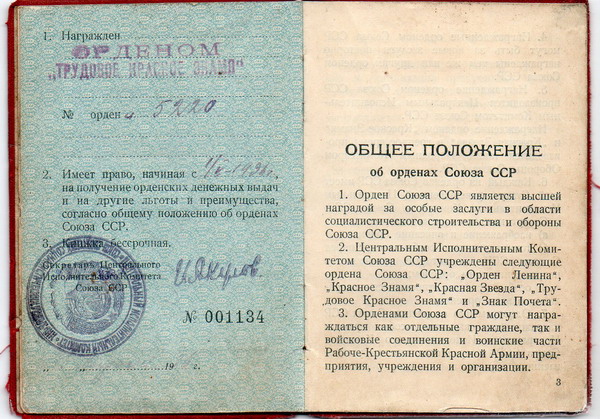 1. Награжден
ОРДЕНОМ
„ТРУДОВОЕ КРАСНОЕ ЗНАМЯ"
№ ордена 5220
2. Имеет право, начиная с
на получение орденских денежных выдач
и на другие льготы и преимущества,
согласно общему положению об орденах
Союза ССР.
3. Книжка бессрочная.
Секретарь Центрального
Исполнительного Комитета
Союза ССР
№ 001134
„ „ 19 г.
ОБЩЕЕ ПОЛОЖЕНИЕ
об орденах Союза ССР
1. Орден Союза ССР является высшей
наградой за особые заслуги в области
социалистического строительства и обороны
Союза ССР.
2. Центральным Исполнительным Коми-
тетом Союза ССР учреждены следующие
ордена Союза ССР: „Орден Ленина",
„Красное Знамя", „Красная Звезда", „Тру-
довое Красное Знамя" и „Знак Почета".
3. Орденами Союза ССР могут награ-
ждаться как отдельные граждане, так и
войсковые соединения и воинские части
Рабоче-Крестьянской Красной Армии, пред-
приятия, учреждения и организации.
3